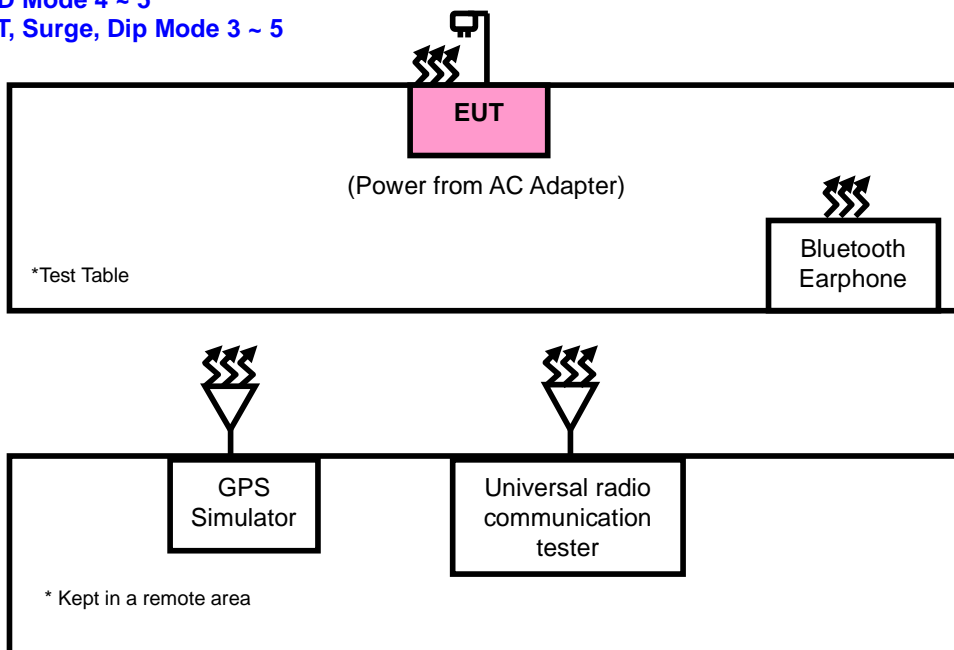 D Mode 4 ~ 5
T, Surge, Dip Mode 3 ~ 5
EUT
(Power from AC Adapter)
Bluetooth
Earphone
*Test Table
GPS
Simulator
Universal radio
communication
tester
* Kept in a remote area